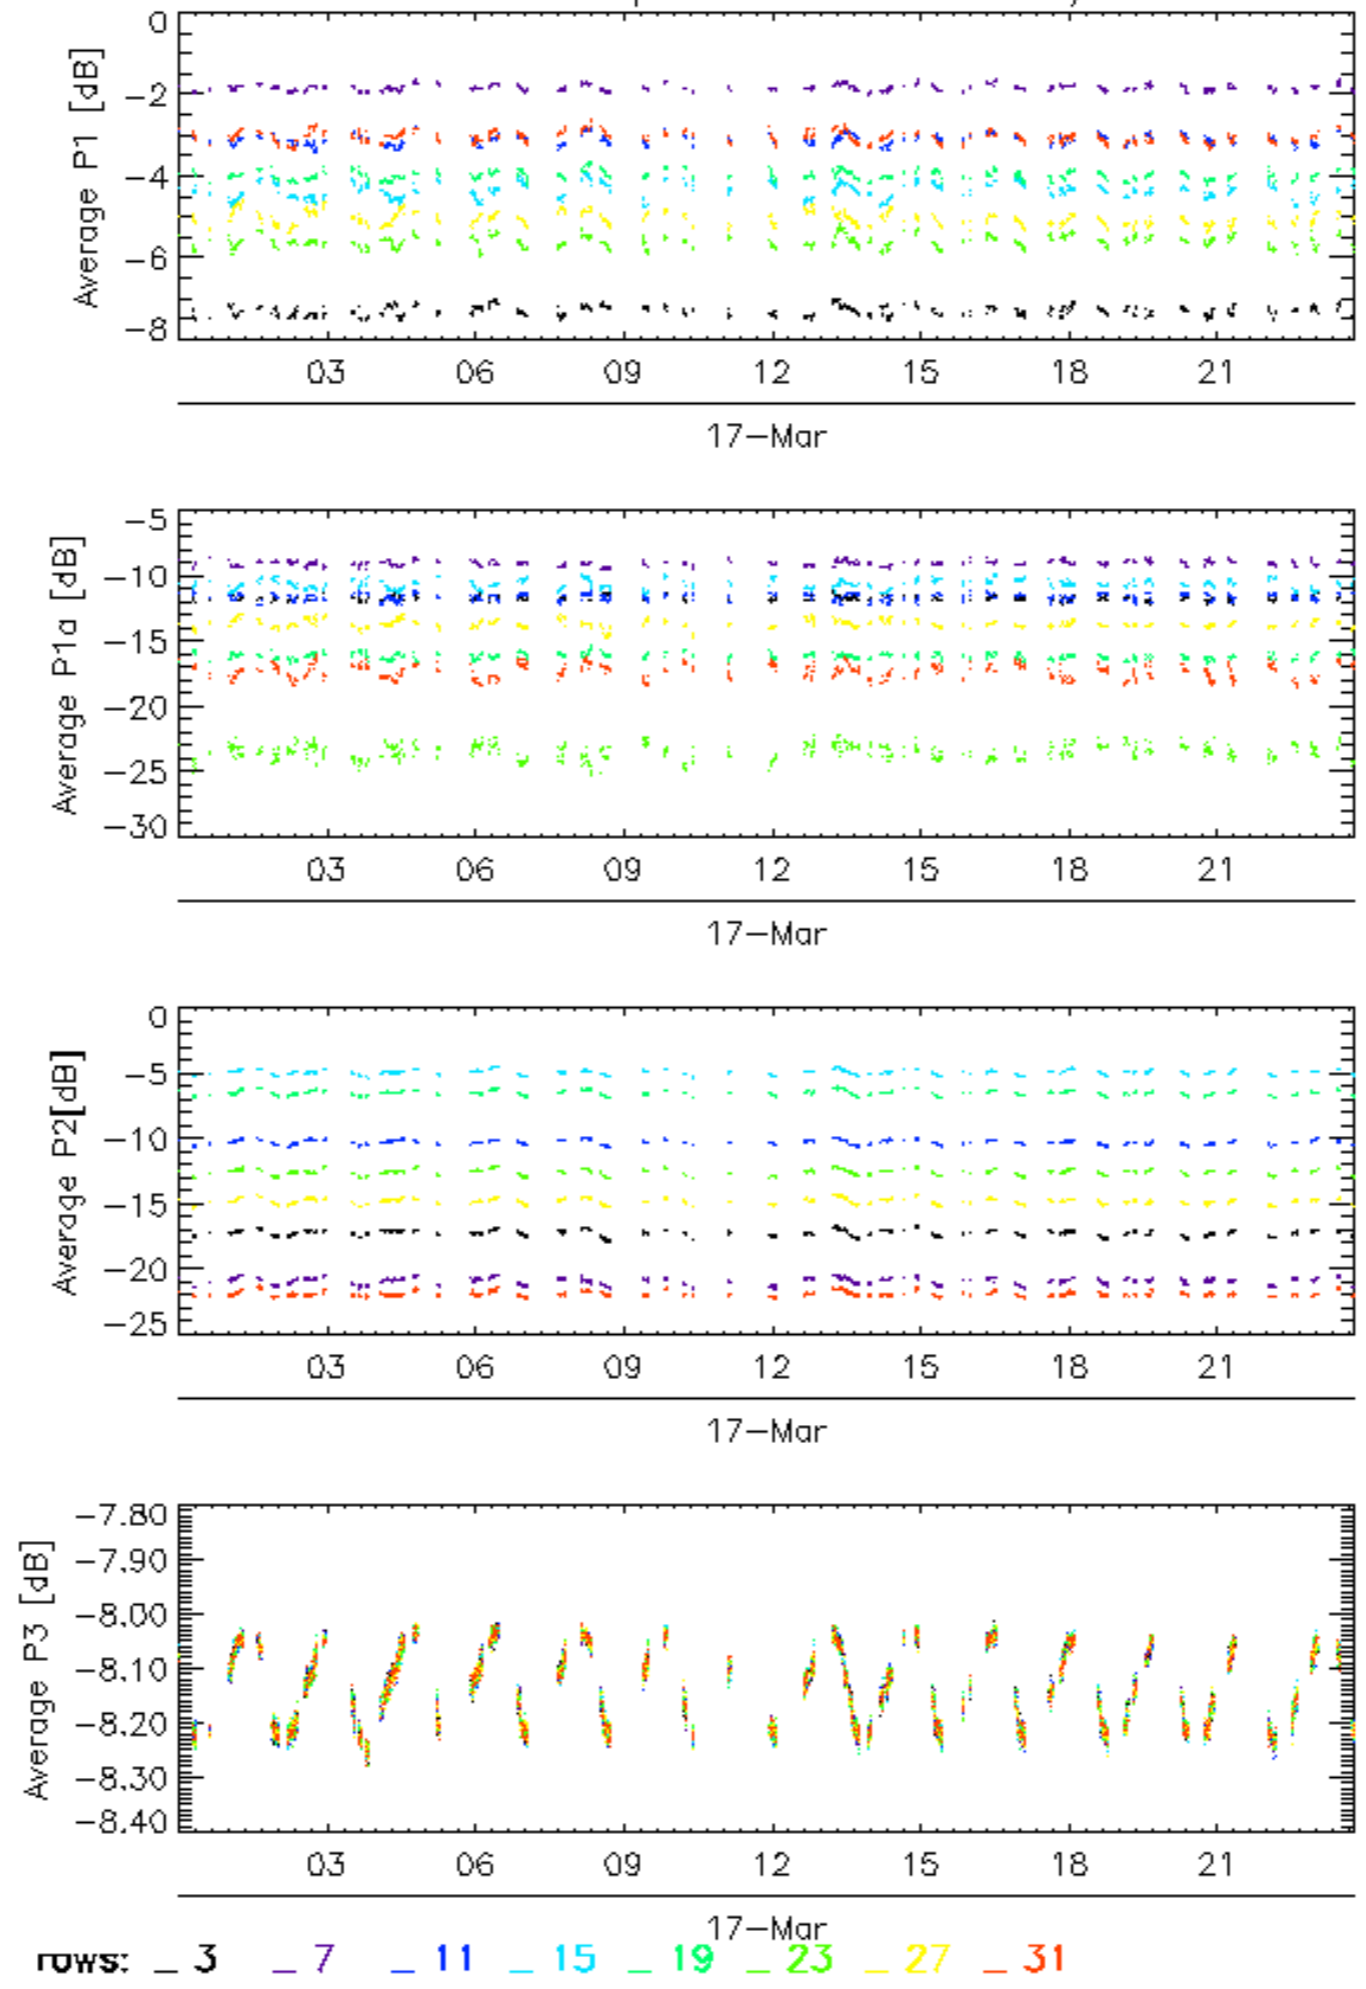 0
−2
−4
−6
−8
Average P1 [dB]
03 06 09 12 15 18 21
17−Mar
−5
−10
−15
−20
−25
−30
Average P1a [dB]
03 06 09 12 15 18 21
17−Mar
0
−5
−10
−15
−20
−25
Average P2[dB]
03 06 09 12 15 18 21
17−Mar
−7.80
−7.90
−8.00
−8.10
−8.20
−8.30
−8.40
Average P3 [dB]
03 06 09 12 15 18 21
17−Mar
rows: _ 3 _ 7 _ 11 _ 15 _ 19 _ 23 _ 27 _ 31